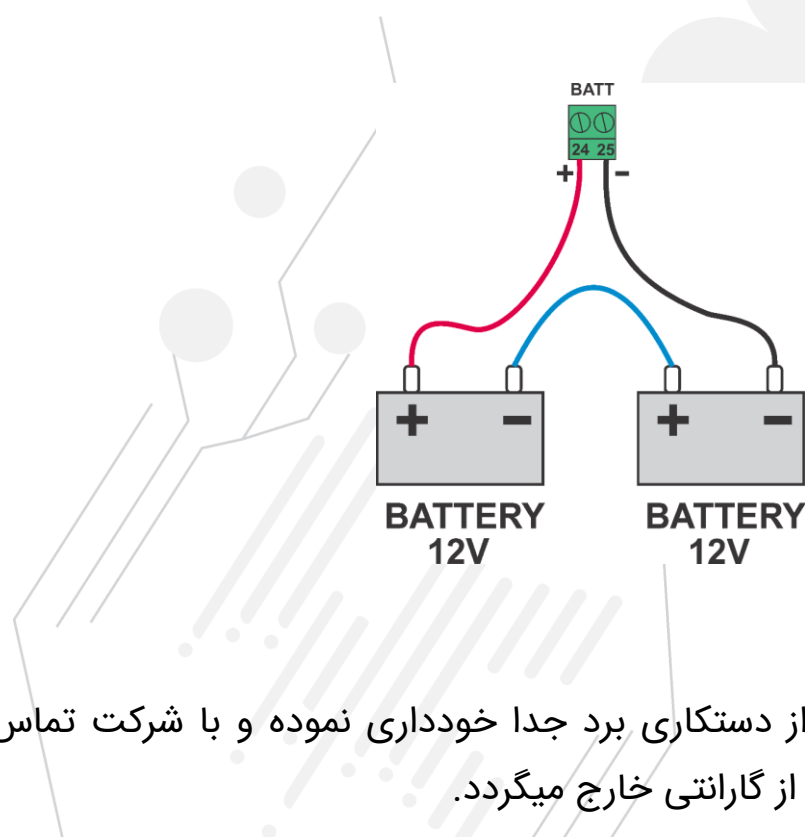 BATT
24 25
+ −
+ − + −
BATTERY BATTERY
12V 12V
از دستکاری برد جدا خودداری نموده و با شرکت تماس
از گارانتی خارج میگردد.